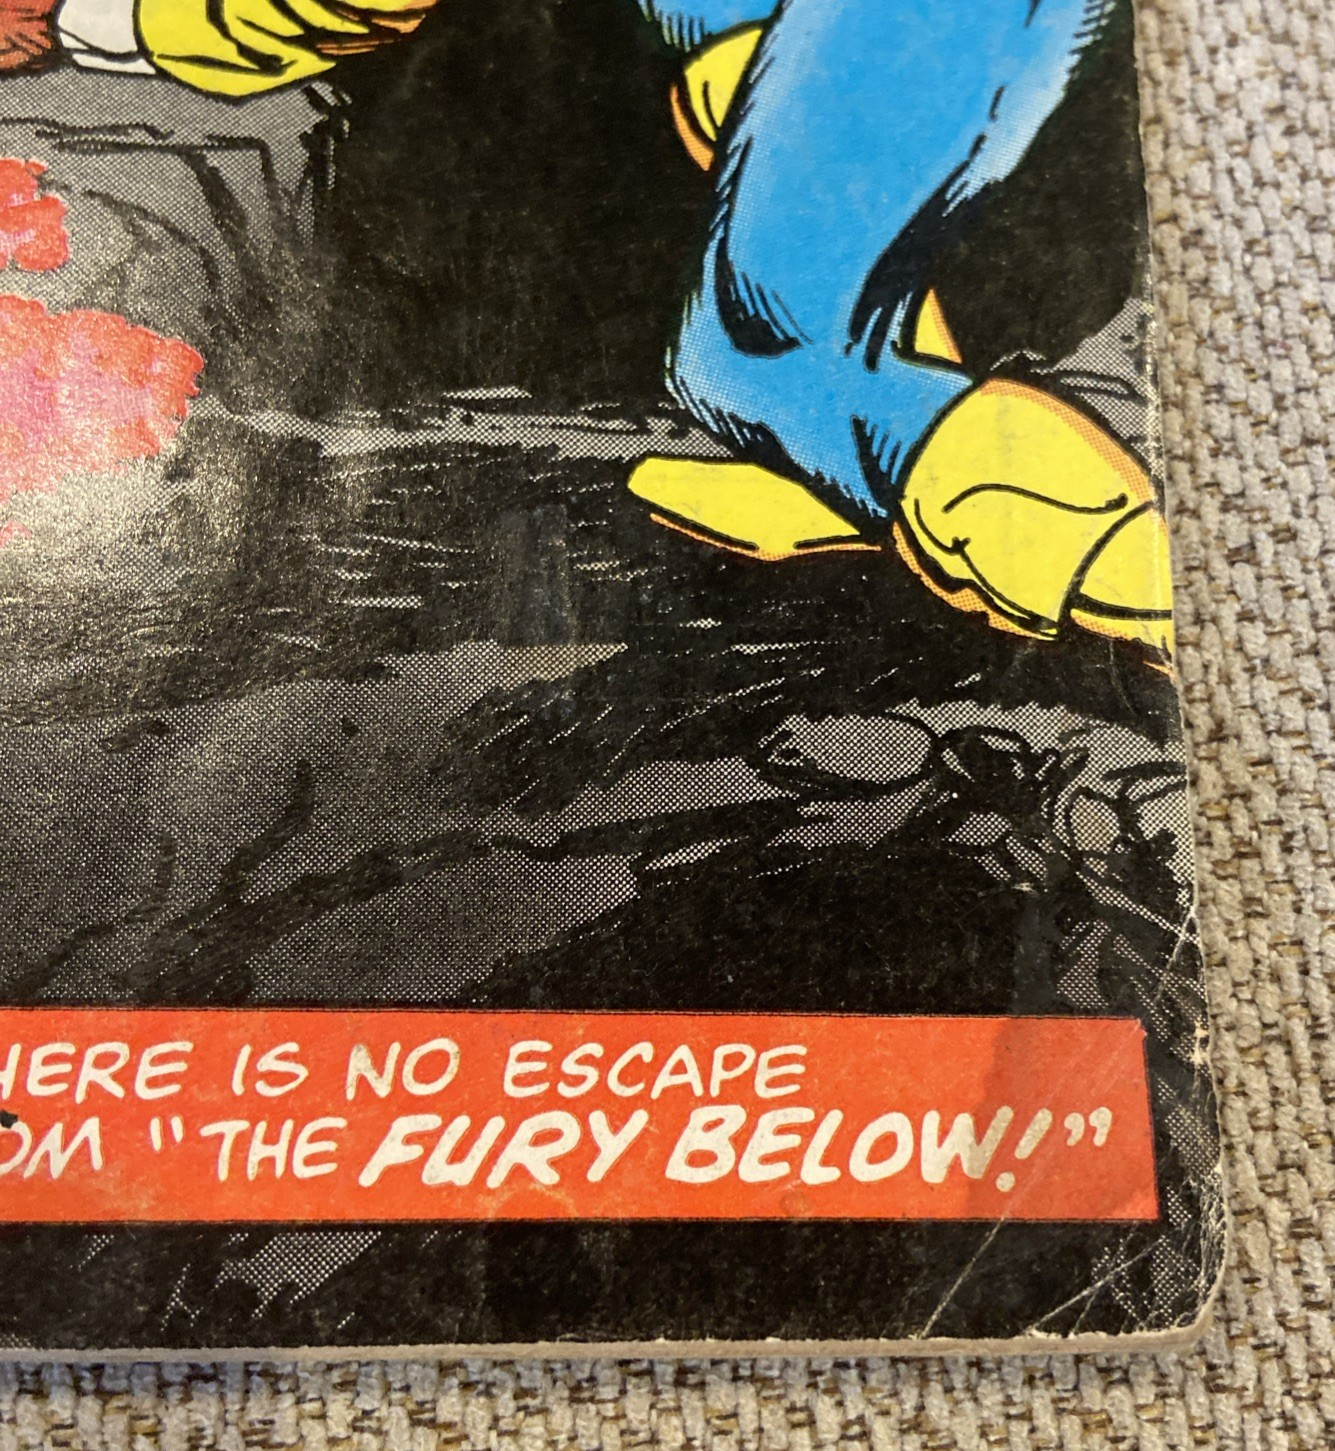 HERE IS NO ESCAPE
OM "THE FURY BELOW!"